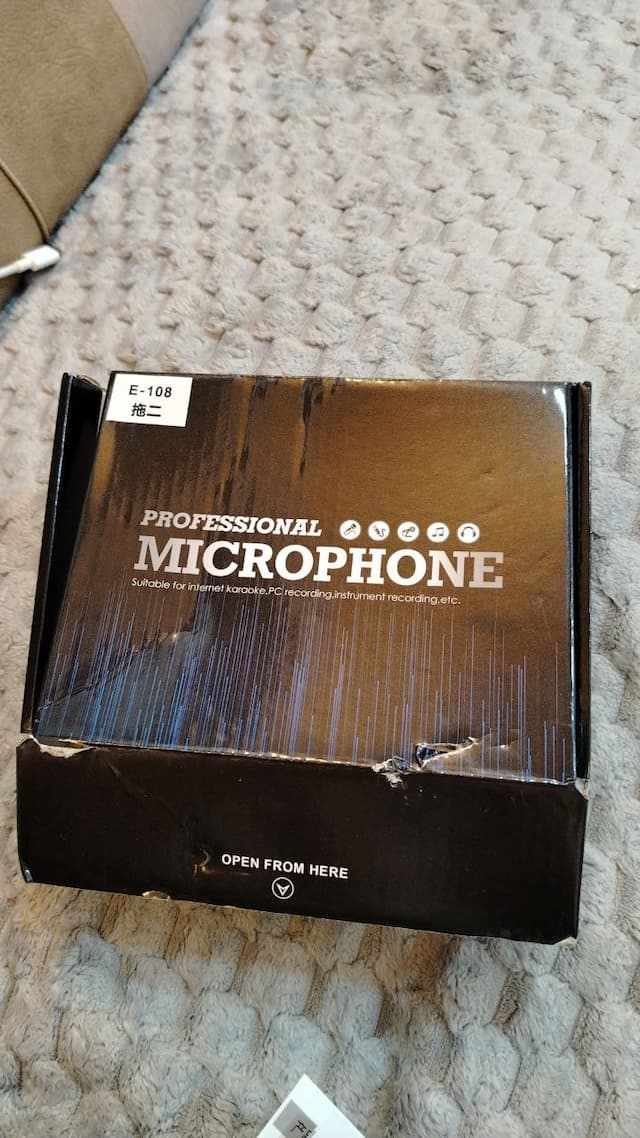 E-108
拖二
PROFESSIONAL
MICROPHONE
Suitable for internet karaoke,PC recording,instrument recording,etc.
OPEN FROM HERE